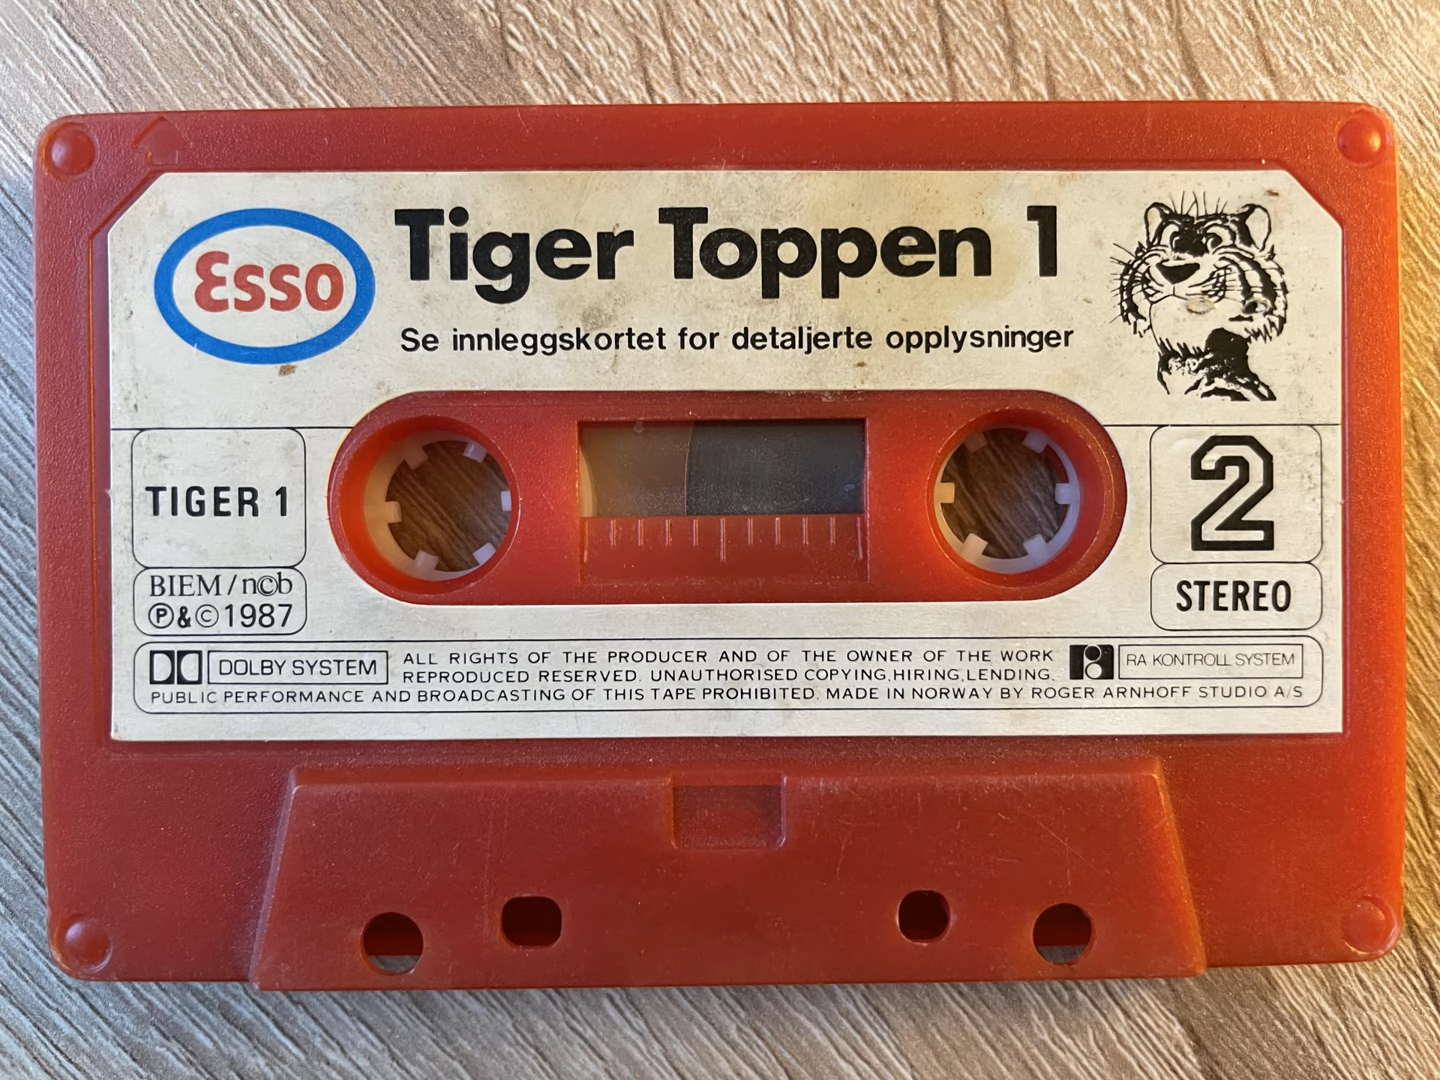 Esso
Tiger Toppen 1
Se innleggskortet for detaljerte opplysninger
TIGER 1
BIEM/n©b
℗&©1987
2
STEREO
DOLBY SYSTEM
ALL RIGHTS OF THE PRODUCER AND OF THE OWNER OF THE WORK
REPRODUCED RESERVED. UNAUTHORISED COPYING,HIRING,LENDING,
PUBLIC PERFORMANCE AND BROADCASTING OF THIS TAPE PROHIBITED. MADE IN NORWAY BY ROGER ARNHOFF STUDIO A/S
RA KONTROLL SYSTEM